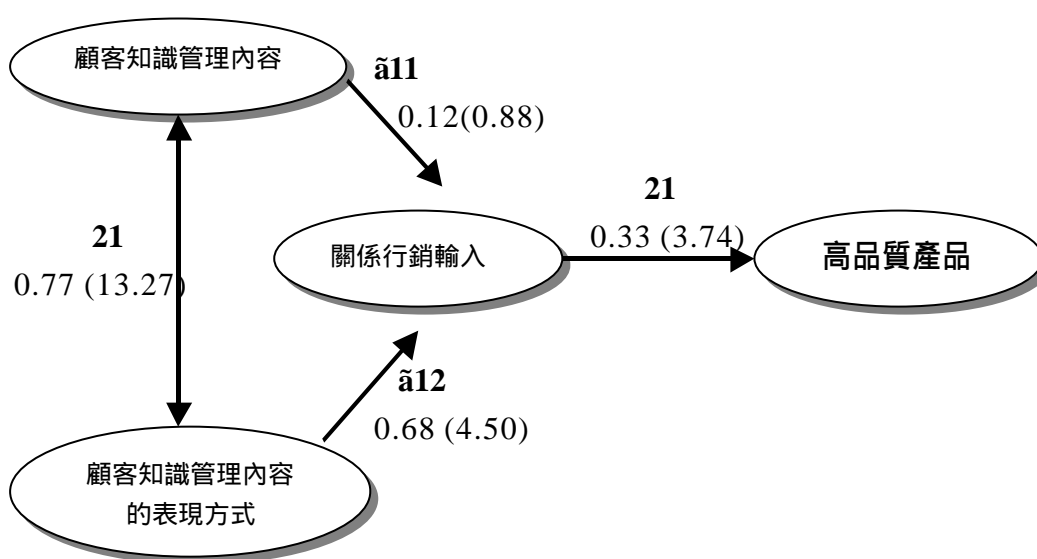 顧客知識管理內容
ã11
0.12(0.88)
21
0.77 (13.27)
關係行銷輸入
21
0.33 (3.74)
高品質產品
ã12
0.68 (4.50)
顧客知識管理內容
的表現方式